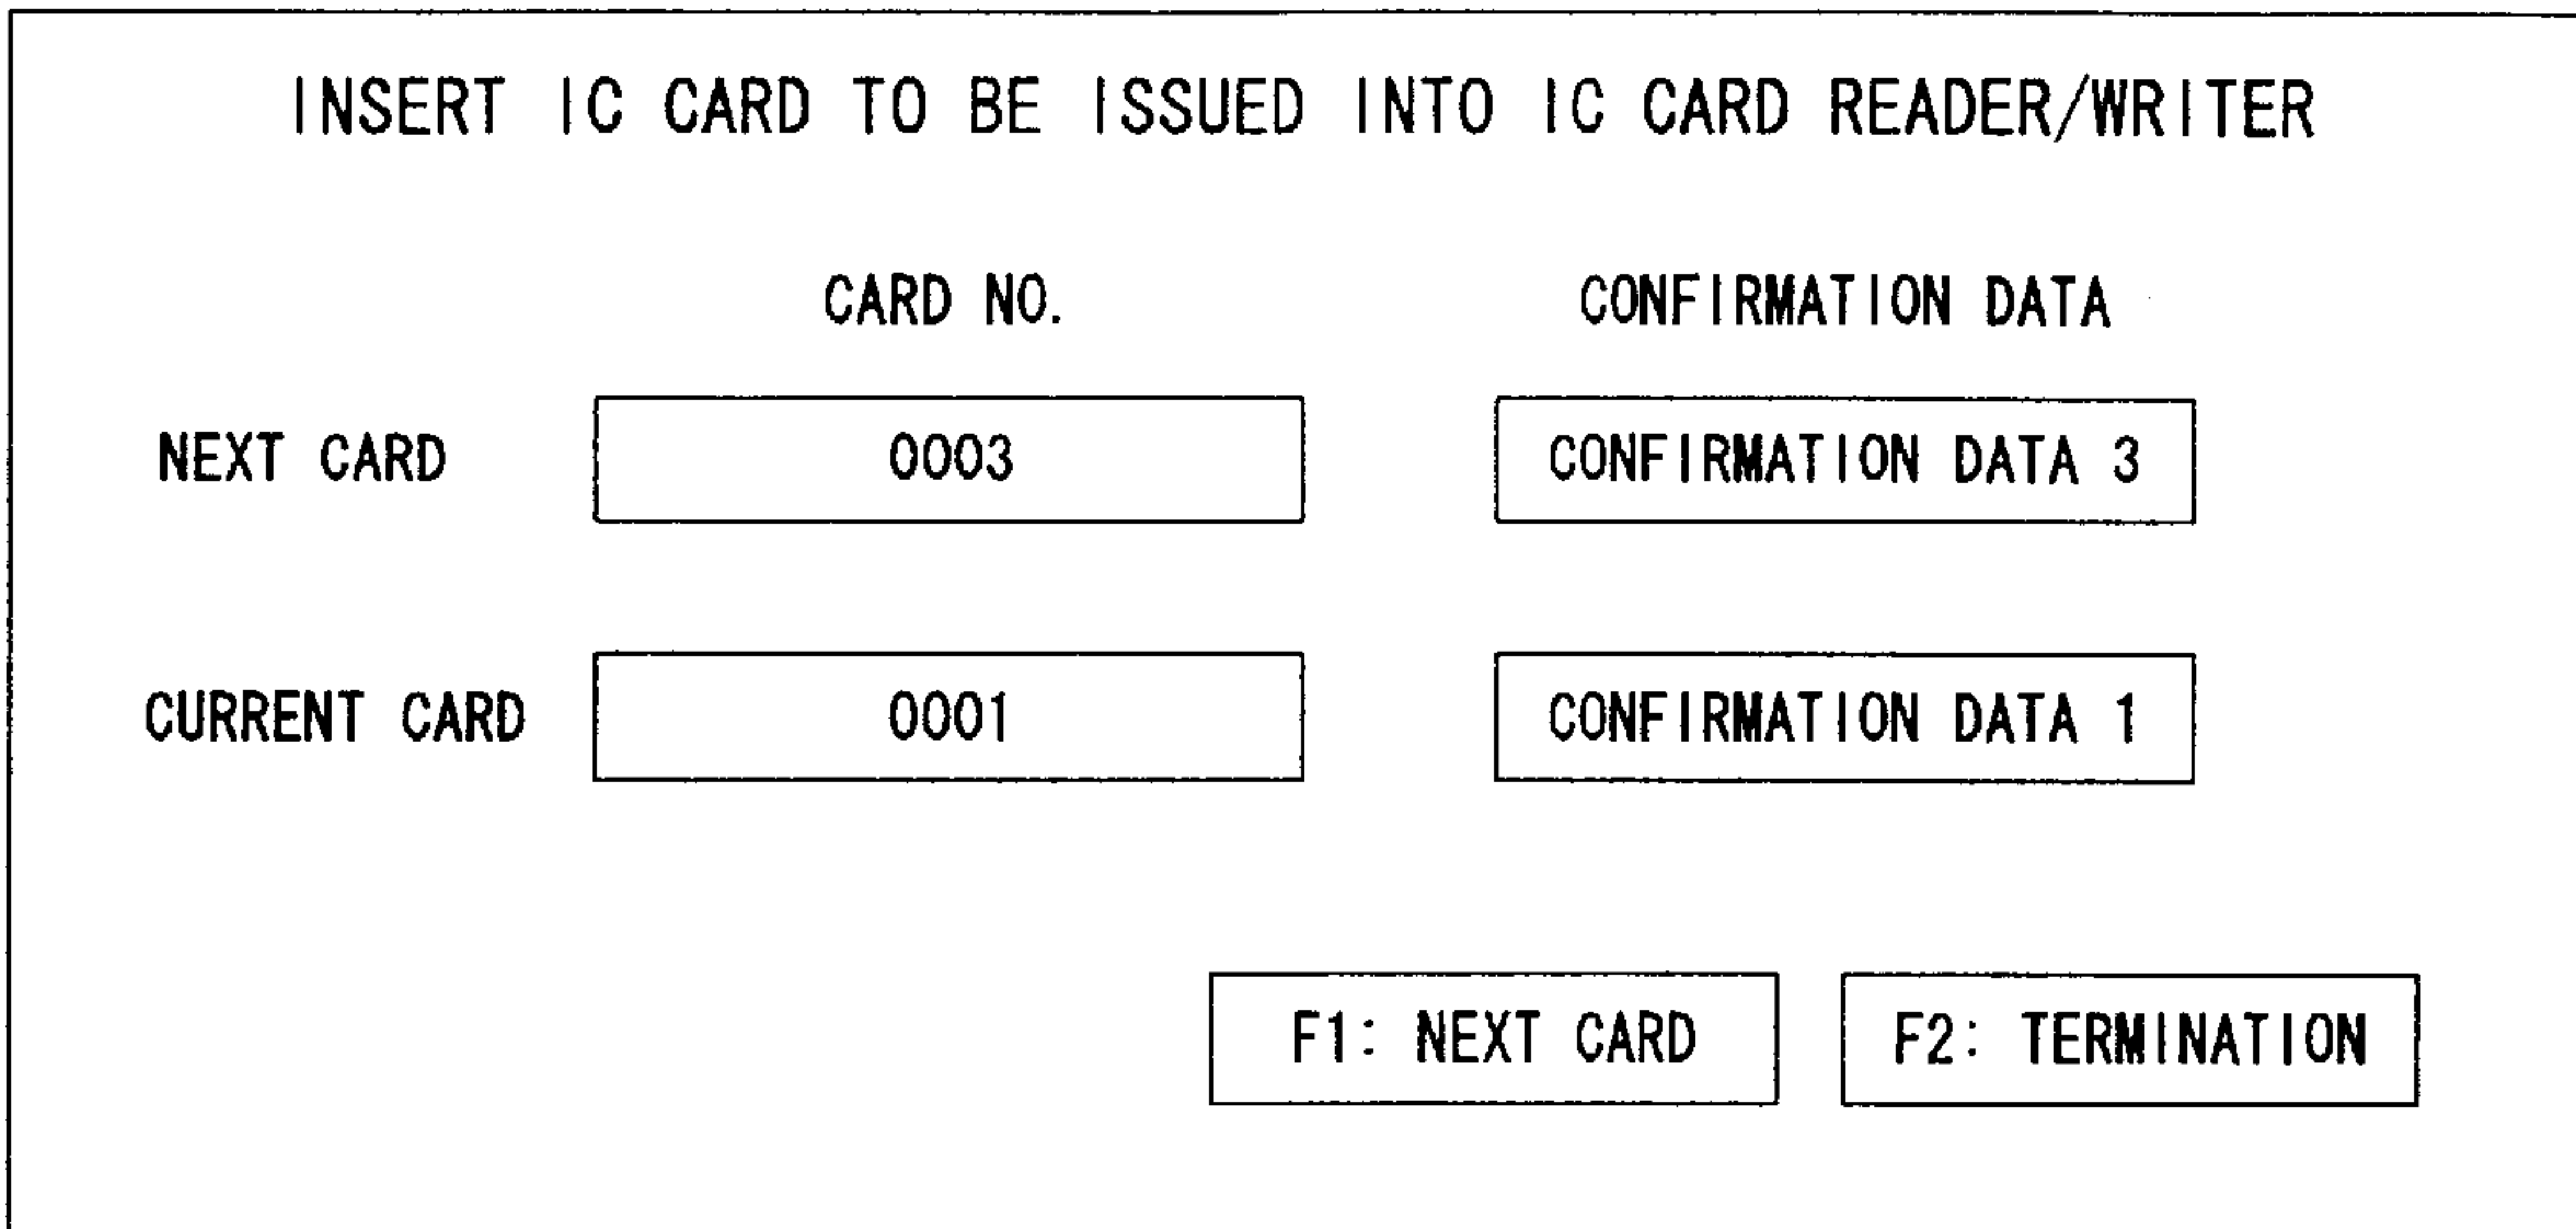 INSERT IC CARD TO BE ISSUED INTO IC CARD READER/WRITER
CARD NO. CONFIRMATION DATA
NEXT CARD 0003 CONFIRMATION DATA 3
CURRENT CARD 0001 CONFIRMATION DATA 1
F1: NEXT CARD F2: TERMINATION